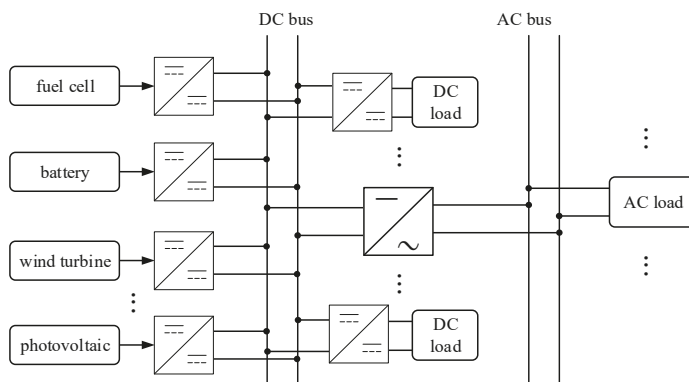 DC bus
AC bus
fuel cell
DC
load
battery
AC load
wind turbine
photovoltaic
DC
load